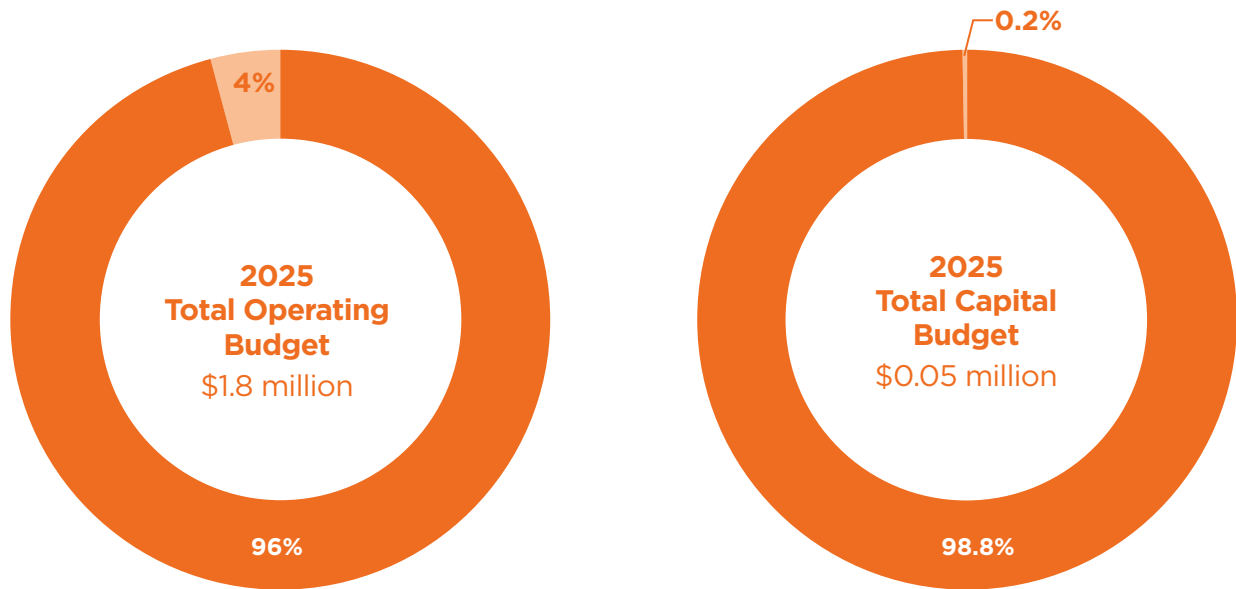 4%
2025
Total Operating
Budget
$1.8 million
96%
0.2%
2025
Total Capital
Budget
$0.05 million
98.8%